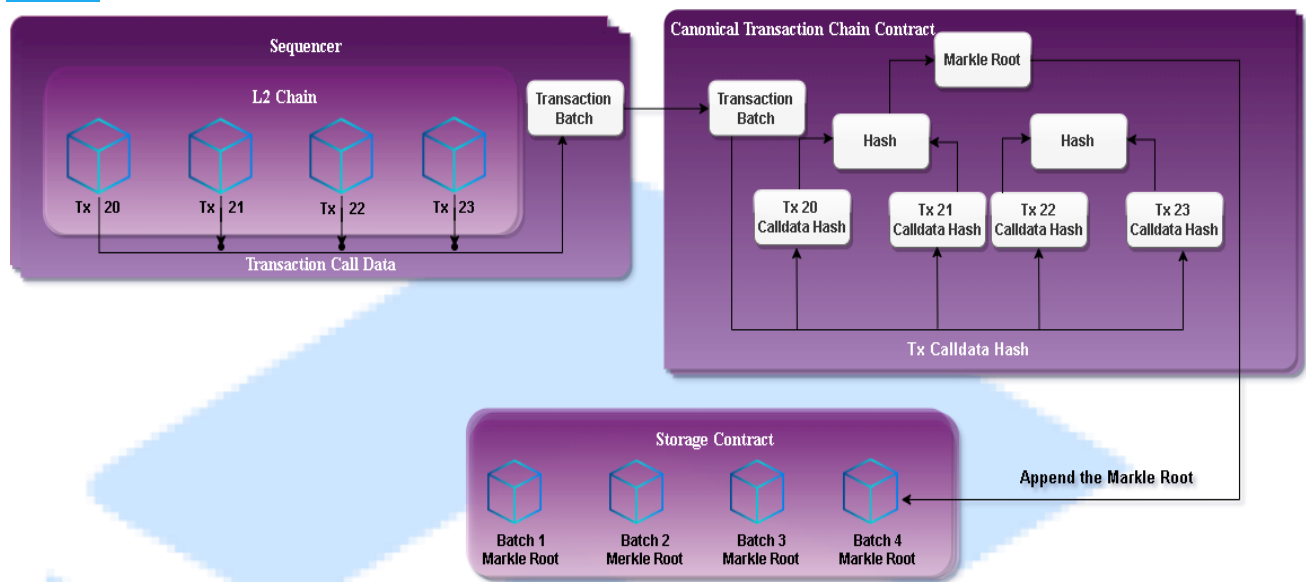 Sequencer
L2 Chain
Tx 20
Tx 21
Tx 22
Tx 23
Transaction Call Data
Transaction
Batch
Canonical Transaction Chain Contract
Markle Root
Transaction
Batch
Hash
Hash
Tx 20
Calldata Hash
Tx 21
Calldata Hash
Tx 22
Calldata Hash
Tx 23
Calldata Hash
Tx Calldata Hash
Storage Contract
Batch 1
Markle Root
Batch 2
Merkle Root
Batch 3
Markle Root
Batch 4
Markle Root
Append the Markle Root